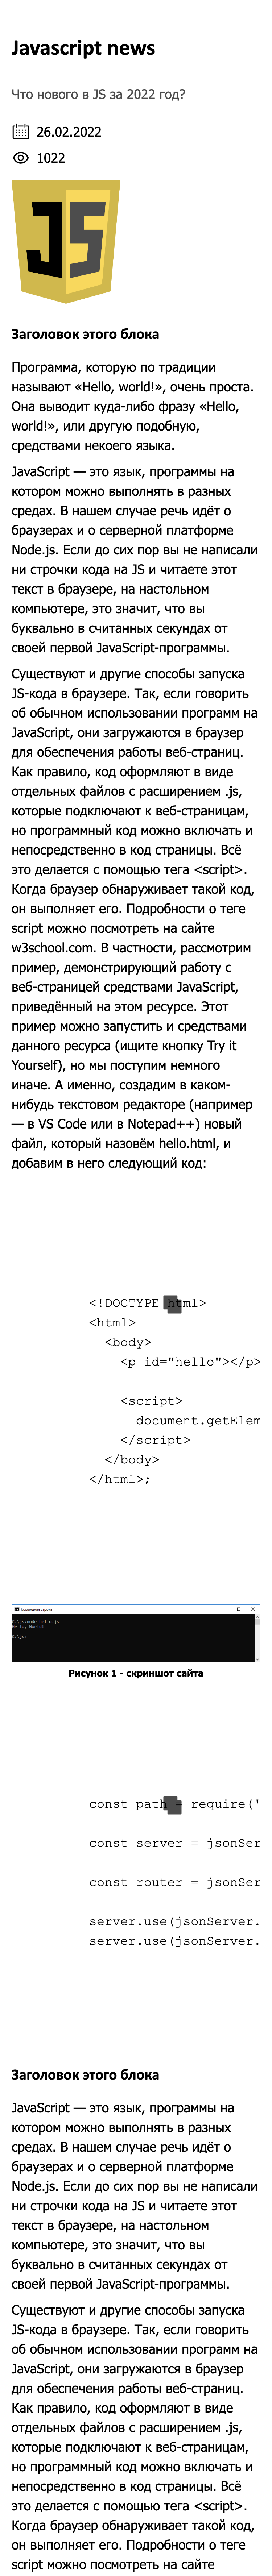 Javascript news
Что нового в JS за 2022 год?
26.02.2022
1022
JS
Заголовок этого блока
Программа, которую по традиции
называют «Hello, world!», очень проста.
Она выводит куда-либо фразу «Hello,
world!», или другую подобную,
средствами некоего языка.
JavaScript — это язык, программы на
котором можно выполнять в разных
средах. В нашем случае речь идёт о
браузерах и о серверной платформе
Node.js. Если до сих пор вы не написали
ни строчки кода на JS и читаете этот
текст в браузере, на настольном
компьютере, это значит, что вы
буквально в считанных секундах от
своей первой JavaScript-программы.
Существуют и другие способы запуска
JS-кода в браузере. Так, если говорить
об обычном использовании программ на
JavaScript, они загружаются в браузер
для обеспечения работы веб-страниц.
Как правило, код оформляют в виде
отдельных файлов с расширением .js,
которые подключают к веб-страницам,
но программный код можно включать и
непосредственно в код страницы. Всё
это делается с помощью тега <script>.
Когда браузер обнаруживает такой код,
он выполняет его. Подробности о теге
script можно посмотреть на сайте
w3school.com. В частности, рассмотрим
пример, демонстрирующий работу с
веб-страницей средствами JavaScript,
приведённый на этом ресурсе. Этот
пример можно запустить и средствами
данного ресурса (ищите кнопку Try it
Yourself), но мы поступим немного
иначе. А именно, создадим в каком-
нибудь текстовом редакторе (например
— в VS Code или в Notepad++) новый
файл, который назовём hello.html, и
добавим в него следующий код:
<!DOCTYPE html>
<html>
<body>
<p id="hello"></p>
<script>
document.getElem
</script>
</body>
</html>;
Командная строка
C:\js>node hello.js
Hello, World!
C:\js>
Рисунок 1 - скриншот сайта
const path = require('
const server = jsonSer
const router = jsonSer
server.use(jsonServer.
server.use(jsonServer.
Заголовок этого блока
JavaScript — это язык, программы на
котором можно выполнять в разных
средах. В нашем случае речь идёт о
браузерах и о серверной платформе
Node.js. Если до сих пор вы не написали
ни строчки кода на JS и читаете этот
текст в браузере, на настольном
компьютере, это значит, что вы
буквально в считанных секундах от
своей первой JavaScript-программы.
Существуют и другие способы запуска
JS-кода в браузере. Так, если говорить
об обычном использовании программ на
JavaScript, они загружаются в браузер
для обеспечения работы веб-страниц.
Как правило, код оформляют в виде
отдельных файлов с расширением .js,
которые подключают к веб-страницам,
но программный код можно включать и
непосредственно в код страницы. Всё
это делается с помощью тега <script>.
Когда браузер обнаруживает такой код,
он выполняет его. Подробности о теге
script можно посмотреть на сайте